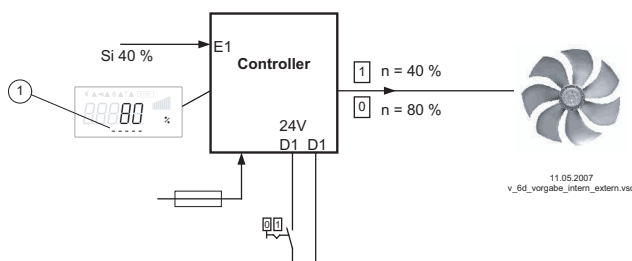 Si 40 %
E1
Controller
1 n = 40 %
0 n = 80 %
1
80
%
24V
D1 D1
0 1
11.05.2007
v_6d_vorgabe_intern_extern.vsd